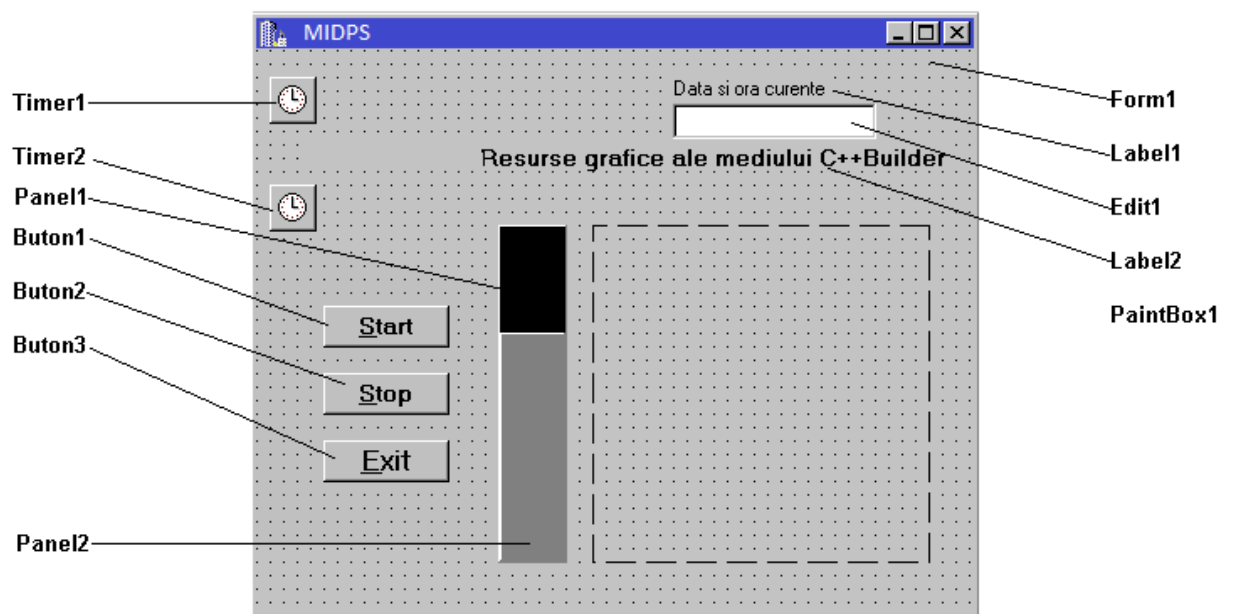 MIDPS
Timer1
Timer2
Panel1
Buton1
Buton2
Buton3
Panel2
Data si ora curente
Resurse grafice ale mediului C++Builder
Start
Stop
Exit
Form1
Label1
Edit1
Label2
PaintBox1